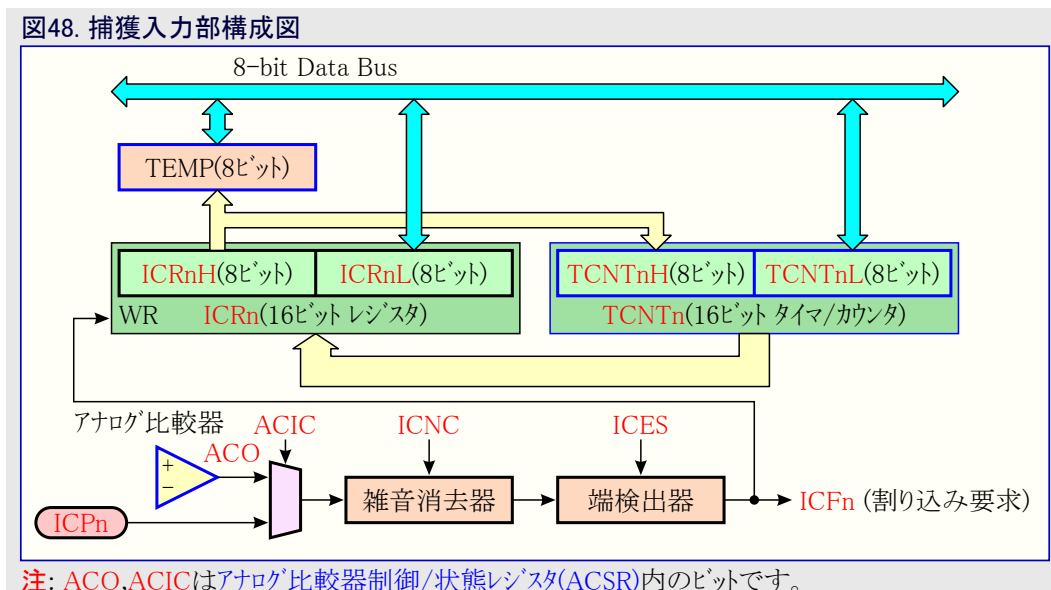 図48. 捕獲入力部構成図
8-bit Data Bus
TEMP(8ﾋﾞｯﾄ)
ICRnH(8ﾋﾞｯﾄ) ICRnL(8ﾋﾞｯﾄ) TCNTnH(8ﾋﾞｯﾄ) TCNTnL(8ﾋﾞｯﾄ)
WR ICRn(16ﾋﾞｯﾄ ﾚｼﾞｽﾀ) TCNTn(16ﾋﾞｯﾄ ﾀｲﾏ/ｶｳﾝﾀ)
ｱﾅﾛｸﾞ比較器 ACIC ICNC ICES
ACO
+
−
雑音消去器 端検出器 ICFn (割り込み要求)
ICPn
注: ACO,ACICはｱﾅﾛｸﾞ比較器制御/状態ﾚｼﾞｽﾀ(ACSR)内のﾋﾞｯﾄです。